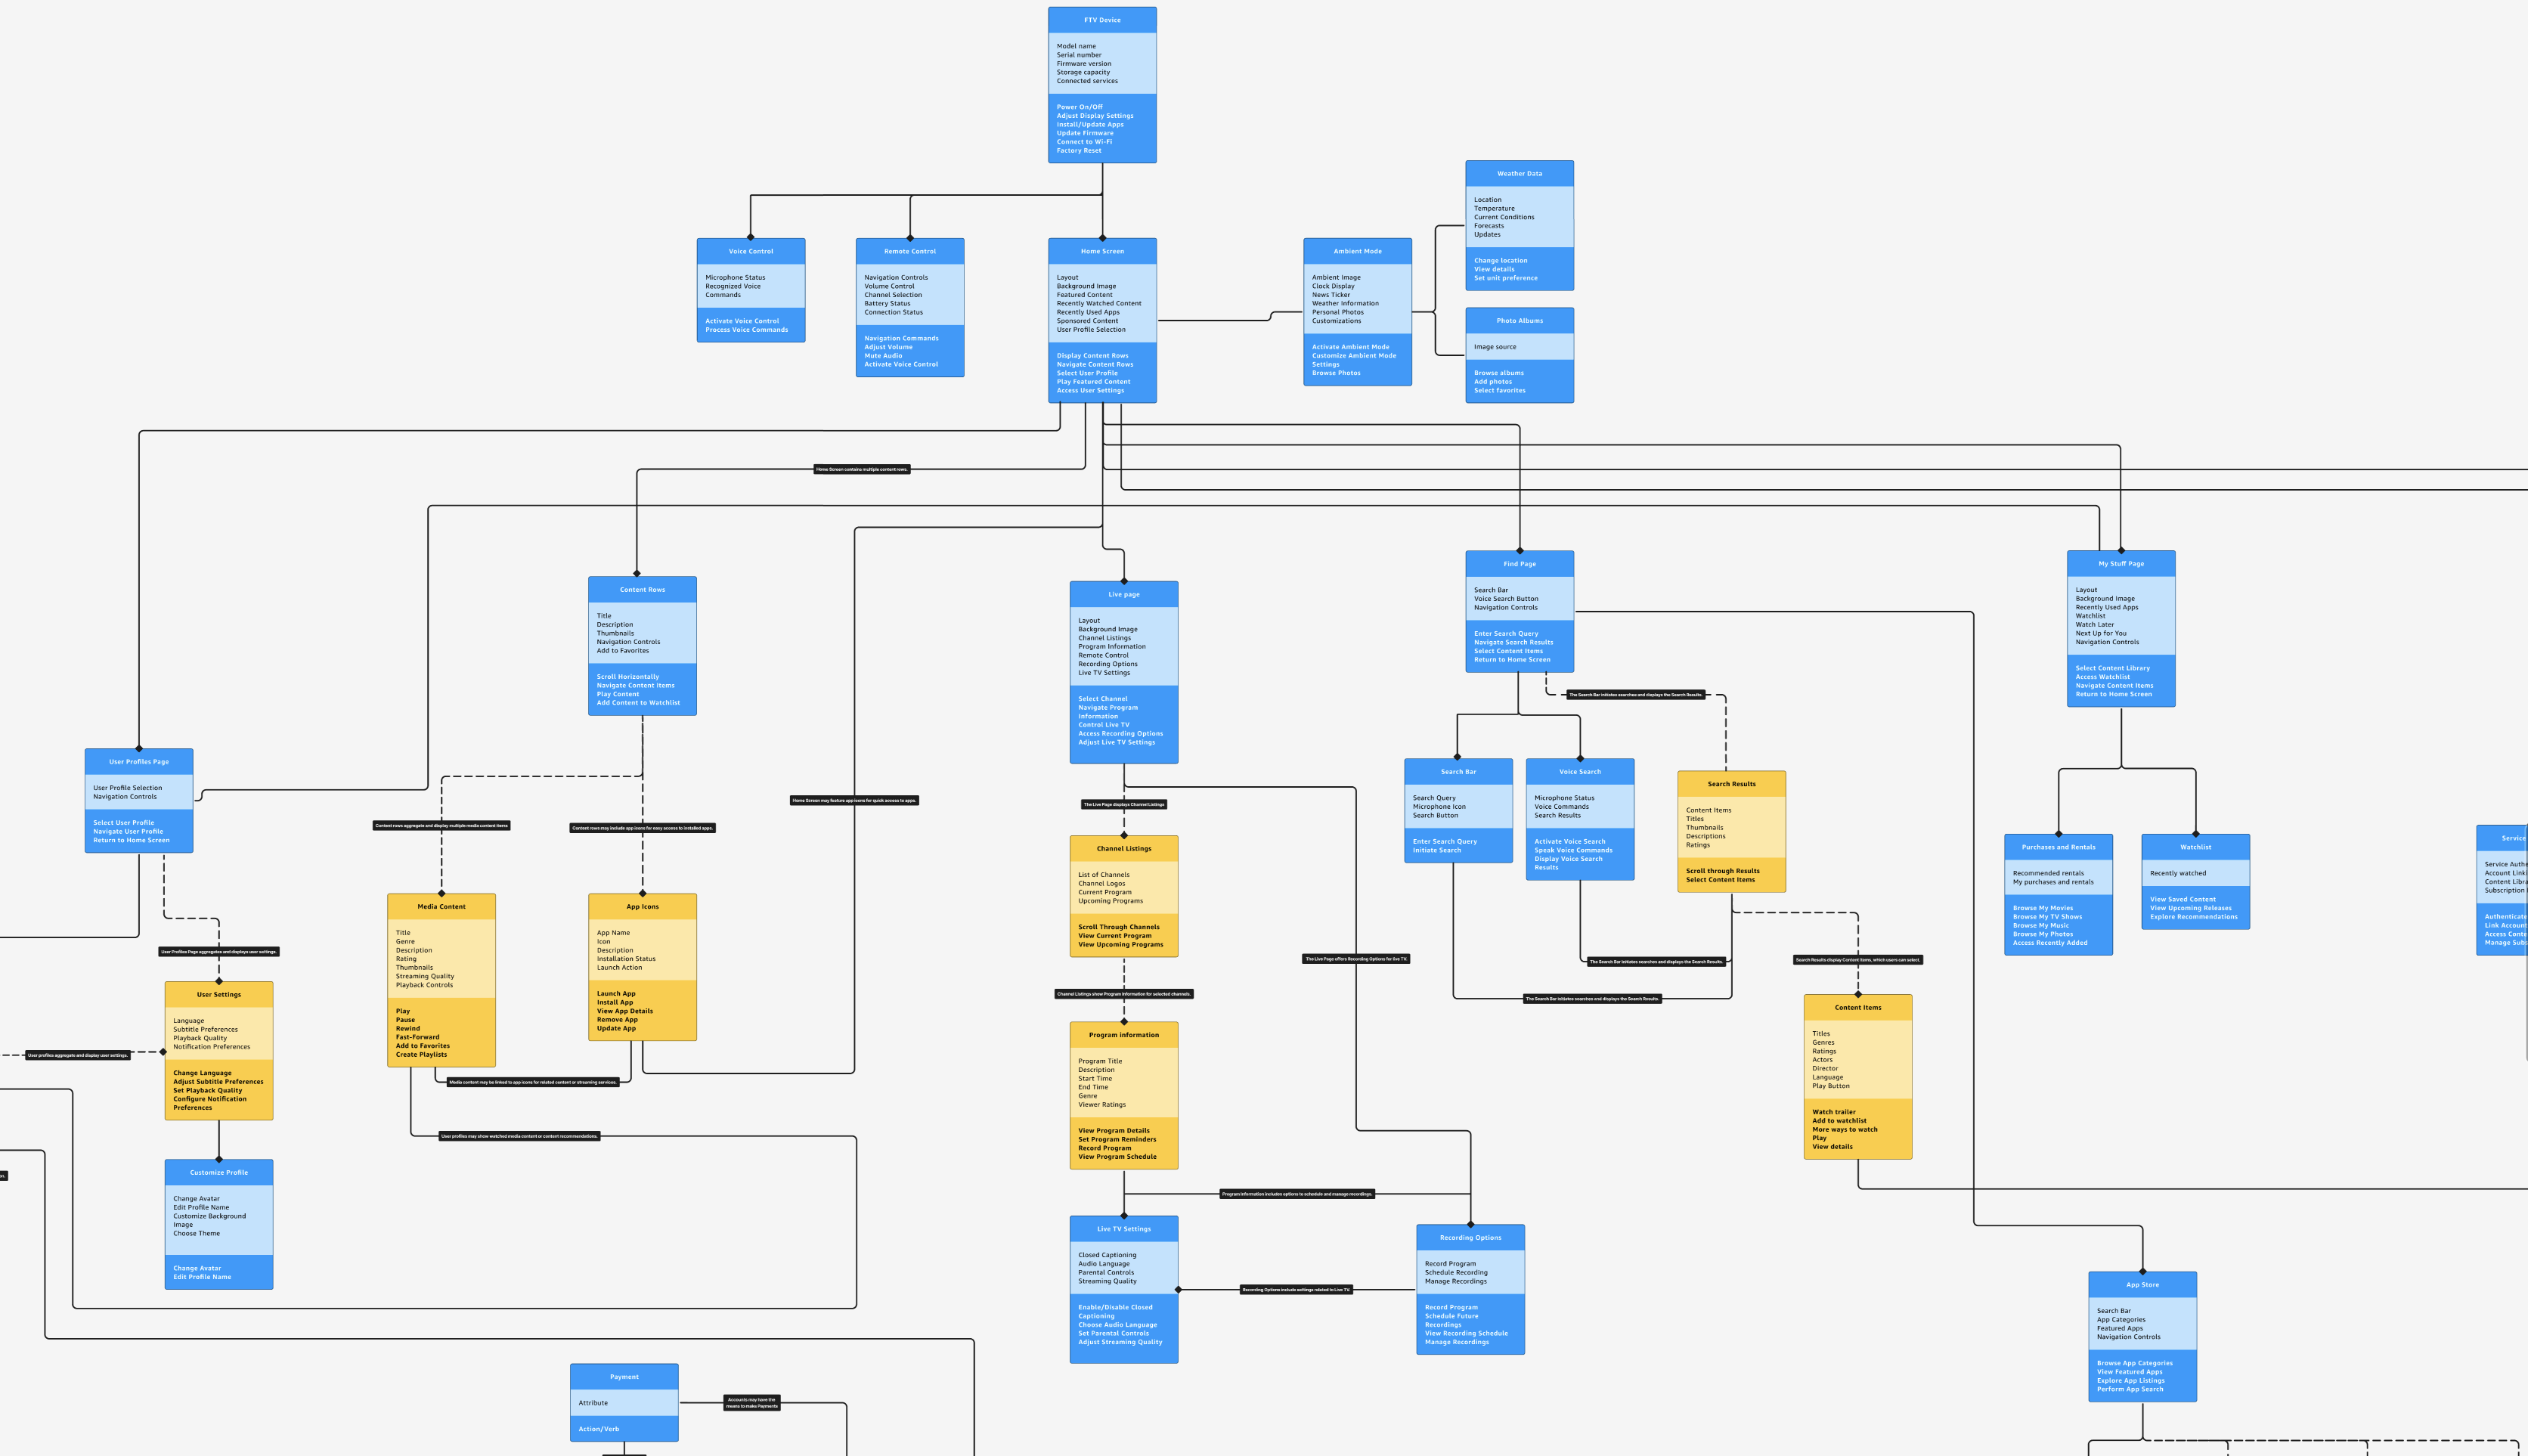 FTV Device
Model name
Serial number
Firmware version
Storage capacity
Connected services
Power On/Off
Adjust Display Settings
Install/Update Apps
Update Firmware
Connect to Wi-Fi
Factory Reset
Weather Data
Location
Temperature
Current Conditions
Forecasts
Updates
Change location
View details
Set unit preference
Voice Control
Microphone Status
Recognized Voice
Commands
Activate Voice Control
Process Voice Commands
Remote Control
Navigation Controls
Volume Control
Channel Selection
Battery Status
Connection Status
Navigation Commands
Adjust Volume
Mute Audio
Activate Voice Control
Home Screen
Layout
Background Image
Featured Content
Recently Watched Content
Recently Used Apps
Sponsored Content
User Profile Selection
Display Content Rows
Navigate Content Rows
Select User Profile
Play Featured Content
Access User Settings
Ambient Mode
Ambient Image
Clock Display
News Ticker
Weather Information
Personal Photos
Customizations
Activate Ambient Mode
Customize Ambient Mode
Settings
Browse Photos
Photo Albums
Image source
Browse albums
Add photos
Select favorites
Home Screen contains multiple content rows.
Content Rows
Title
Description
Thumbnails
Navigation Controls
Add to Favorites
Scroll Horizontally
Navigate Content Items
Play Content
Add Content to Watchlist
Live page
Layout
Background Image
Channel Listings
Program Information
Remote Control
Recording Options
Live TV Settings
Select Channel
Navigate Program
Information
Control Live TV
Access Recording Options
Adjust Live TV Settings
Find Page
Search Bar
Voice Search Button
Navigation Controls
Enter Search Query
Navigate Search Results
Select Content Items
Return to Home Screen
My Stuff Page
Layout
Background Image
Recently Used Apps
Watchlist
Watch Later
Next Up for You
Navigation Controls
Select Content Library
Access Watchlist
Navigate Content Items
Return to Home Screen
The Search Bar initiates searches and displays the Search Results.
User Profiles Page
User Profile Selection
Navigation Controls
Select User Profile
Navigate User Profile
Return to Home Screen
Search Bar
Search Query
Microphone Icon
Search Button
Enter Search Query
Initiate Search
Voice Search
Microphone Status
Voice Commands
Search Results
Activate Voice Search
Speak Voice Commands
Display Voice Search
Results
Search Results
Content Items
Titles
Thumbnails
Descriptions
Ratings
Scroll through Results
Select Content Items
Home Screen may feature app icons for quick access to apps.
The Live Page displays Channel Listings
Content rows aggregate and display multiple media content items
Content rows may include app icons for easy access to installed apps.
Channel Listings
List of Channels
Channel Logos
Current Program
Upcoming Programs
Scroll Through Channels
View Current Program
View Upcoming Programs
Purchases and Rentals
Recommended rentals
My purchases and rentals
Browse My Movies
Browse My TV Shows
Browse My Music
Browse My Photos
Access Recently Added
Watchlist
Recently watched
View Saved Content
View Upcoming Releases
Explore Recommendations
Service
Service Authe
Account Linki
Content Libra
Subscription
Authenticate
Link Account
Access Conte
Manage Subs
Media Content
Title
Genre
Description
Rating
Thumbnails
Streaming Quality
Playback Controls
Play
Pause
Rewind
Fast-Forward
Add to Favorites
Create Playlists
App Icons
App Name
Icon
Description
Installation Status
Launch Action
Launch App
Install App
View App Details
Remove App
Update App
User Profiles Page aggregates and displays user settings.
The Live Page offers Recording Options for live TV.
The Search Bar initiates searches and displays the Search Results.
Search Results display Content Items, which users can select.
User Settings
Language
Subtitle Preferences
Playback Quality
Notification Preferences
Change Language
Adjust Subtitle Preferences
Set Playback Quality
Configure Notification
Preferences
Channel Listings show Program Information for selected channels.
The Search Bar initiates searches and displays the Search Results.
Content Items
Titles
Genres
Ratings
Actors
Director
Language
Play Button
Watch trailer
Add to watchlist
More ways to watch
Play
View details
Program information
Program Title
Description
Start Time
End Time
Genre
Viewer Ratings
View Program Details
Set Program Reminders
Record Program
View Program Schedule
User profiles aggregate and display user settings.
Media content may be linked to app icons for related content or streaming services.
User profiles may show watched media content or content recommendations.
Customize Profile
Change Avatar
Edit Profile Name
Customize Background
Image
Choose Theme
Change Avatar
Edit Profile Name
Program Information includes options to schedule and manage recordings.
Live TV Settings
Closed Captioning
Audio Language
Parental Controls
Streaming Quality
Enable/Disable Closed
Captioning
Choose Audio Language
Set Parental Controls
Adjust Streaming Quality
Recording Options include settings related to Live TV.
Recording Options
Record Program
Schedule Recording
Manage Recordings
Record Program
Schedule Future
Recordings
View Recording Schedule
Manage Recordings
App Store
Search Bar
App Categories
Featured Apps
Navigation Controls
Browse App Categories
View Featured Apps
Explore App Listings
Perform App Search
Payment
Attribute
Action/Verb
Accounts may have the
means to make Payments